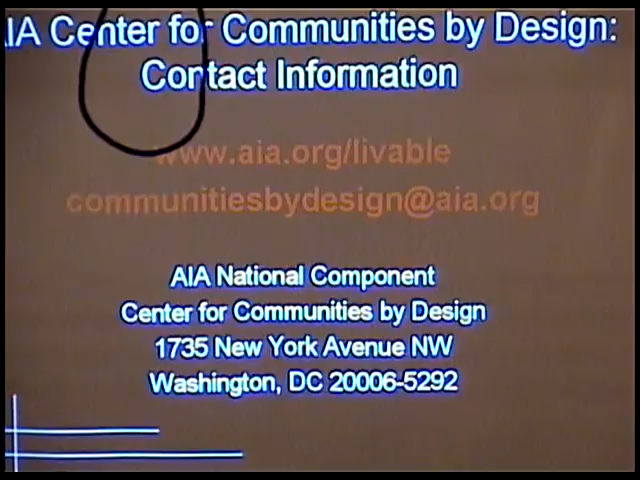 AIA Center for Communities by Design:
Contact Information
www.aia.org/livable
communitiesbydesign@aia.org
AIA National Component
Center for Communities by Design
1735 New York Avenue NW
Washington, DC 20006-5292